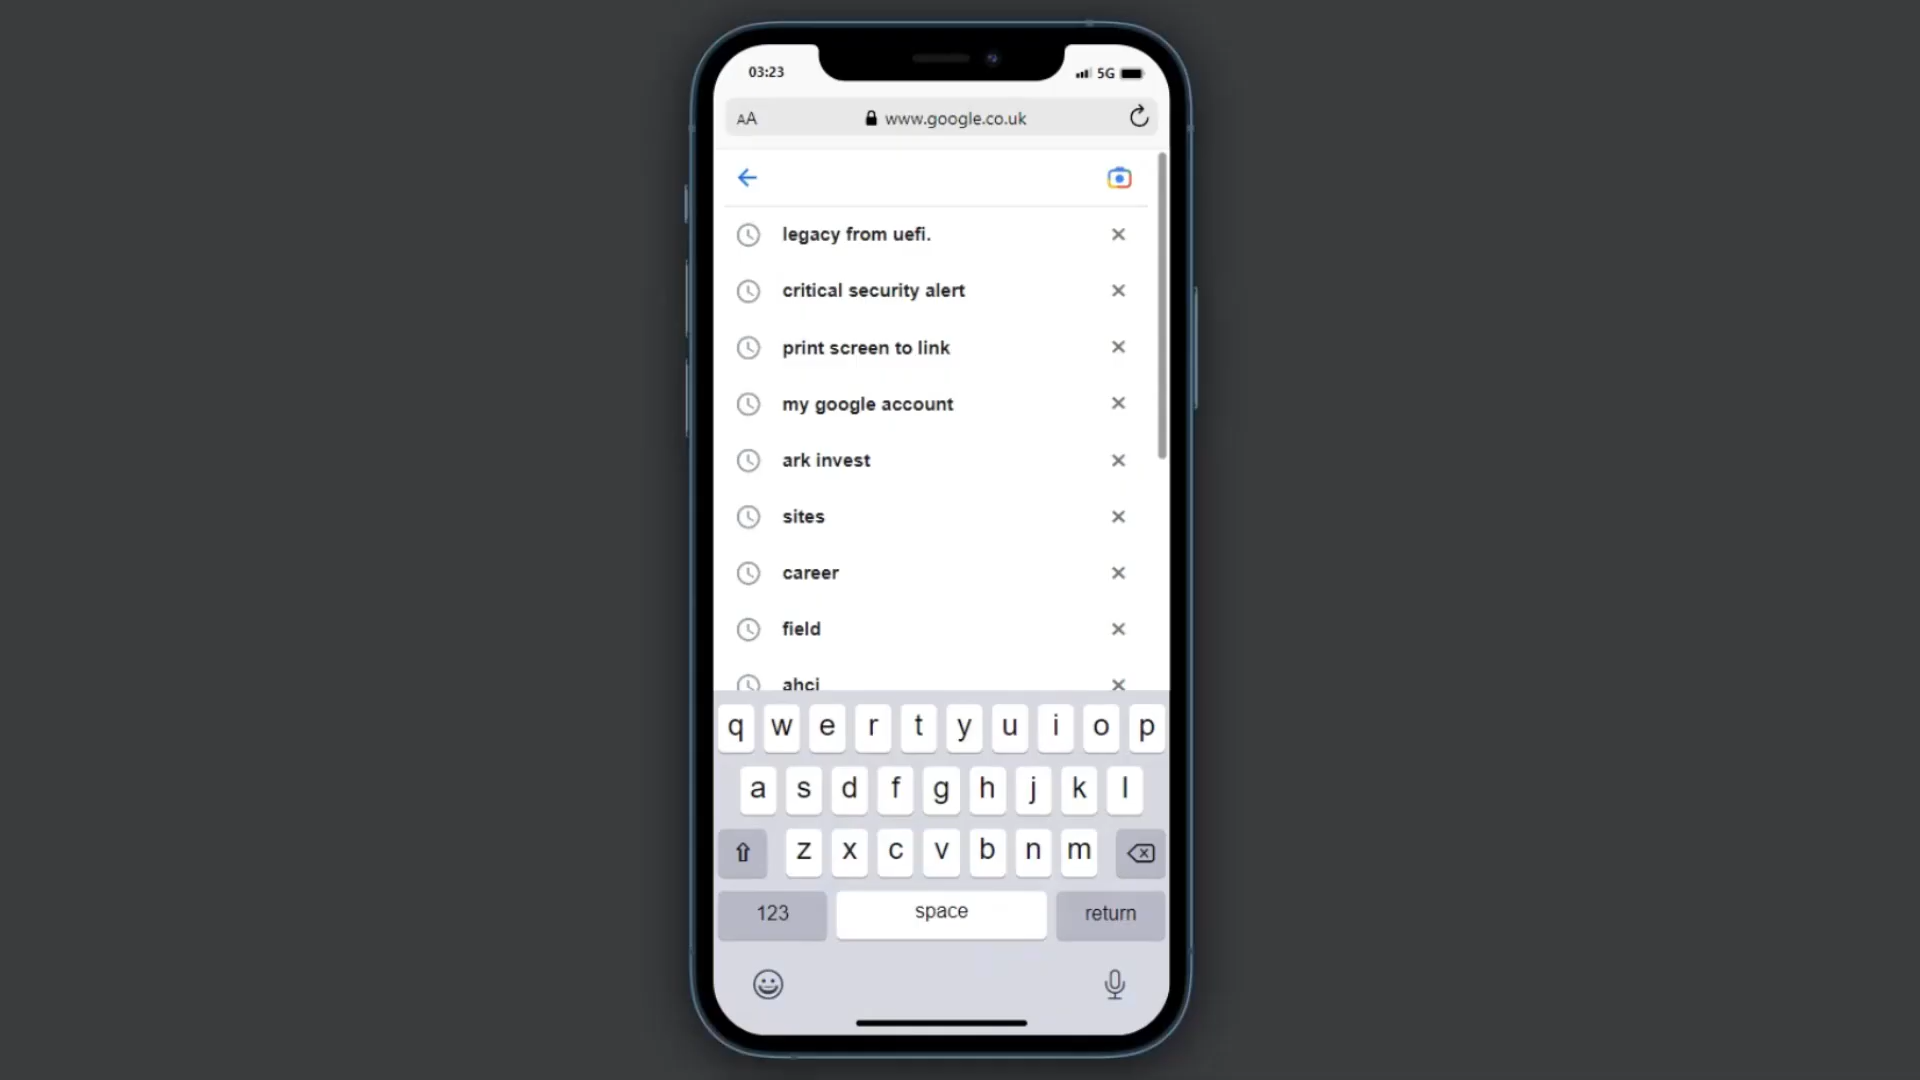 03:23
5G
AA
www.google.co.uk
legacy from uefi.
critical security alert
print screen to link
my google account
ark invest
sites
career
field
ahci
q w e r t y u i o p
a s d f g h j k l
z x c v b n m
123 space return